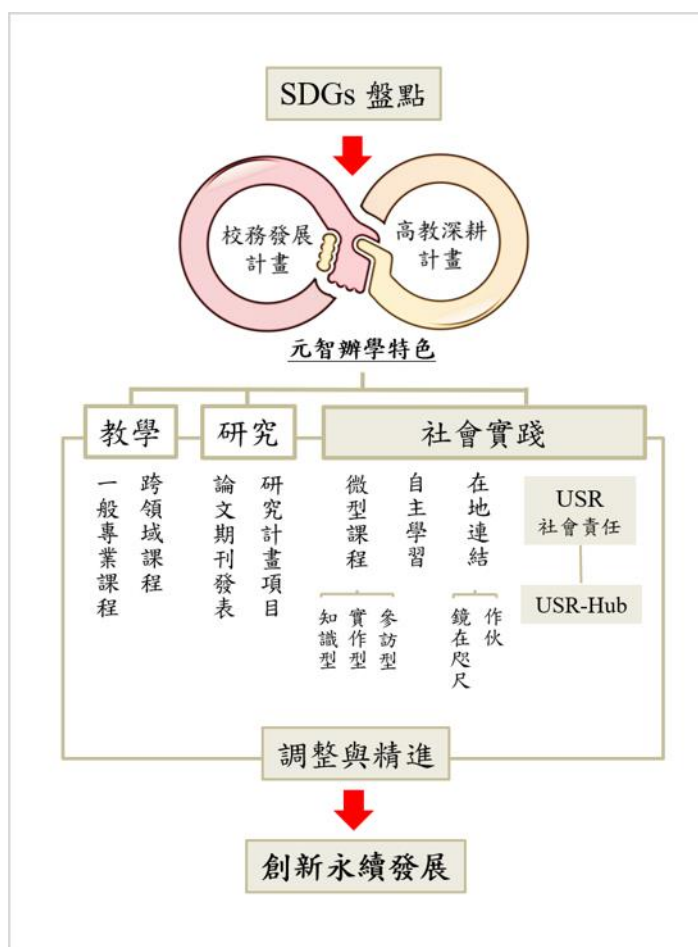 SDGs 盤點
校務發展
計畫
高教深耕
計畫
元智辦學特色
教學
研究
社會實踐
一般專業課程
跨領域課程
論文期刊發表
研究計畫項目
微型課程
自主學習
在地連結
USR
社會責任
USR-Hub
知識型
實作型
參訪型
鏡在咫尺
作伙
調整與精進
創新永續發展